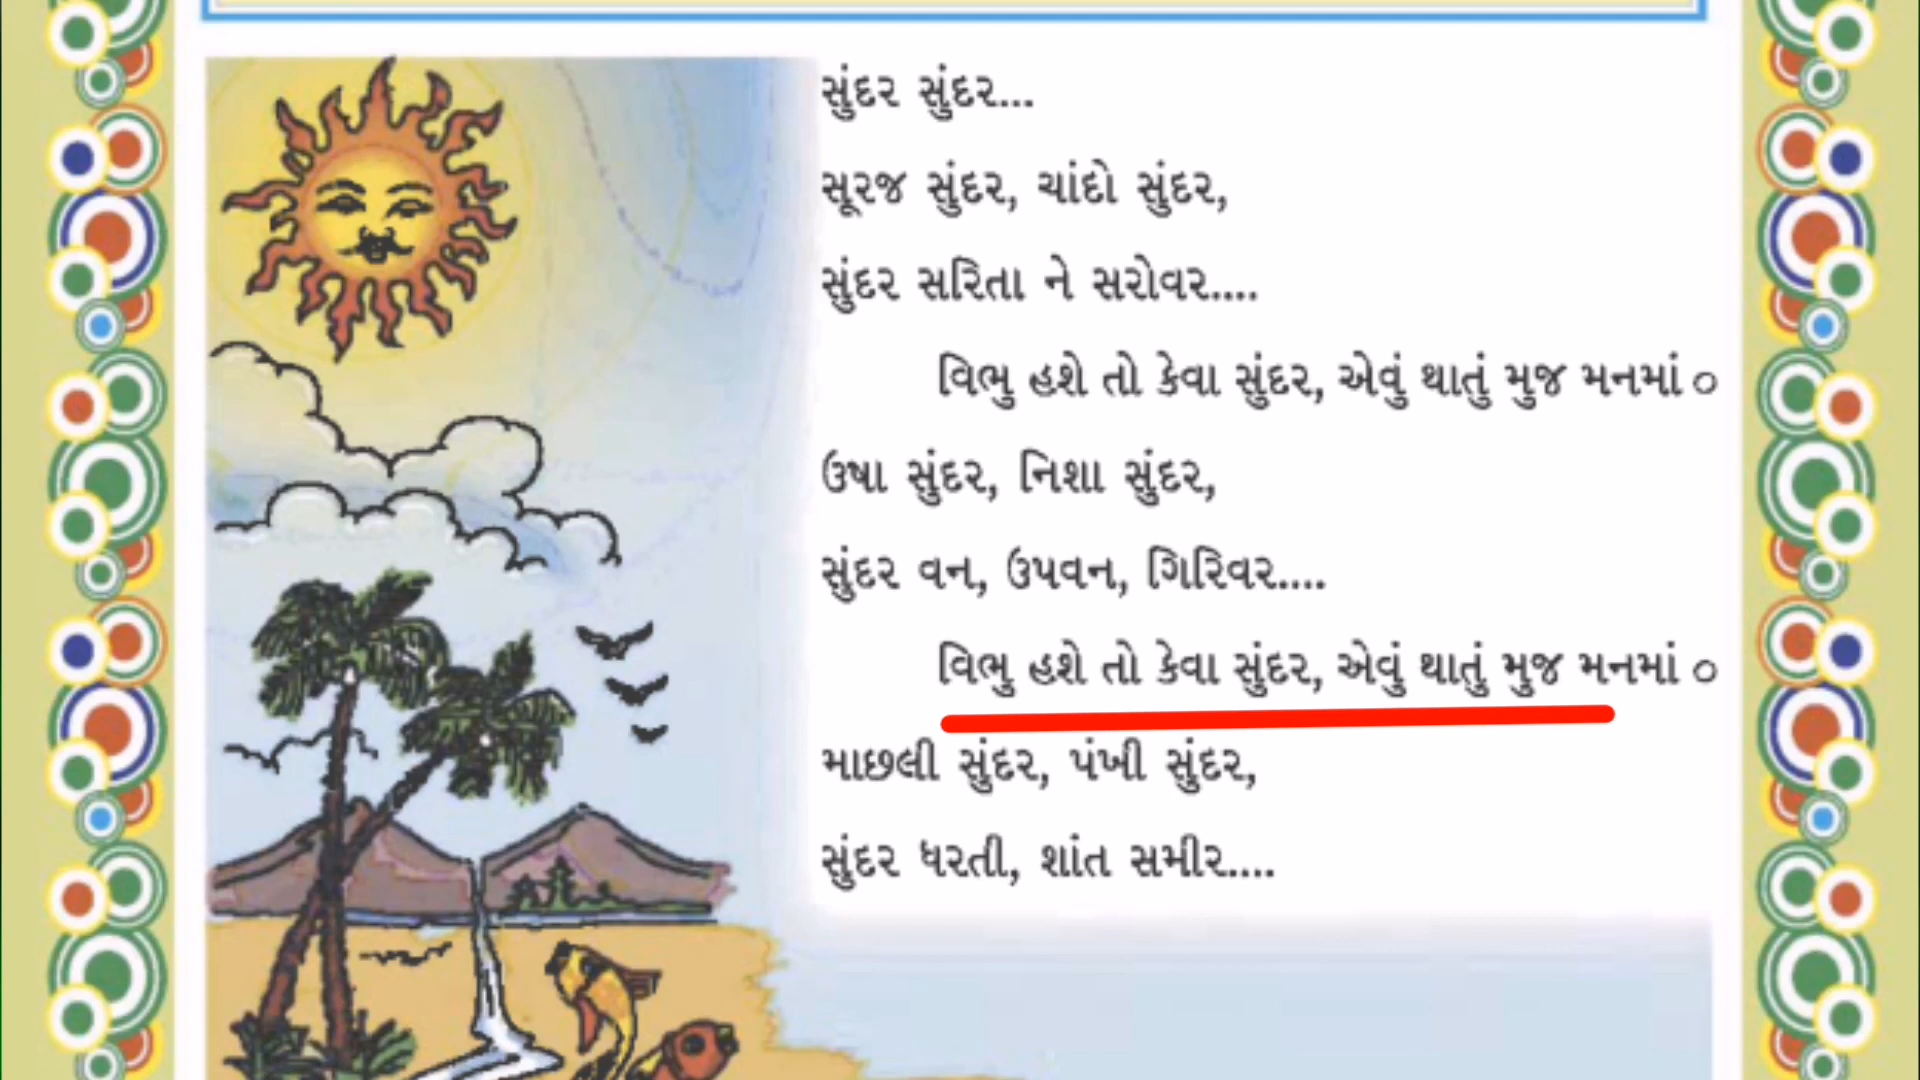 સુંદર સુંદર...
સૂરજ સુંદર, ચાંદો સુંદર,
સુંદર સરિતા ને સરોવર....
વિભુ હશે તો કેવા સુંદર, એવું થાતું મુજ મનમાં ૦
ઉષા સુંદર, નિશા સુંદર,
સુંદર વન, ઉપવન, ગિરિવર....
વિભુ હશે તો કેવા સુંદર, એવું થાતું મુજ મનમાં ૦
માછલી સુંદર, પંખી સુંદર,
સુંદર ધરતી, શાંત સમીર....